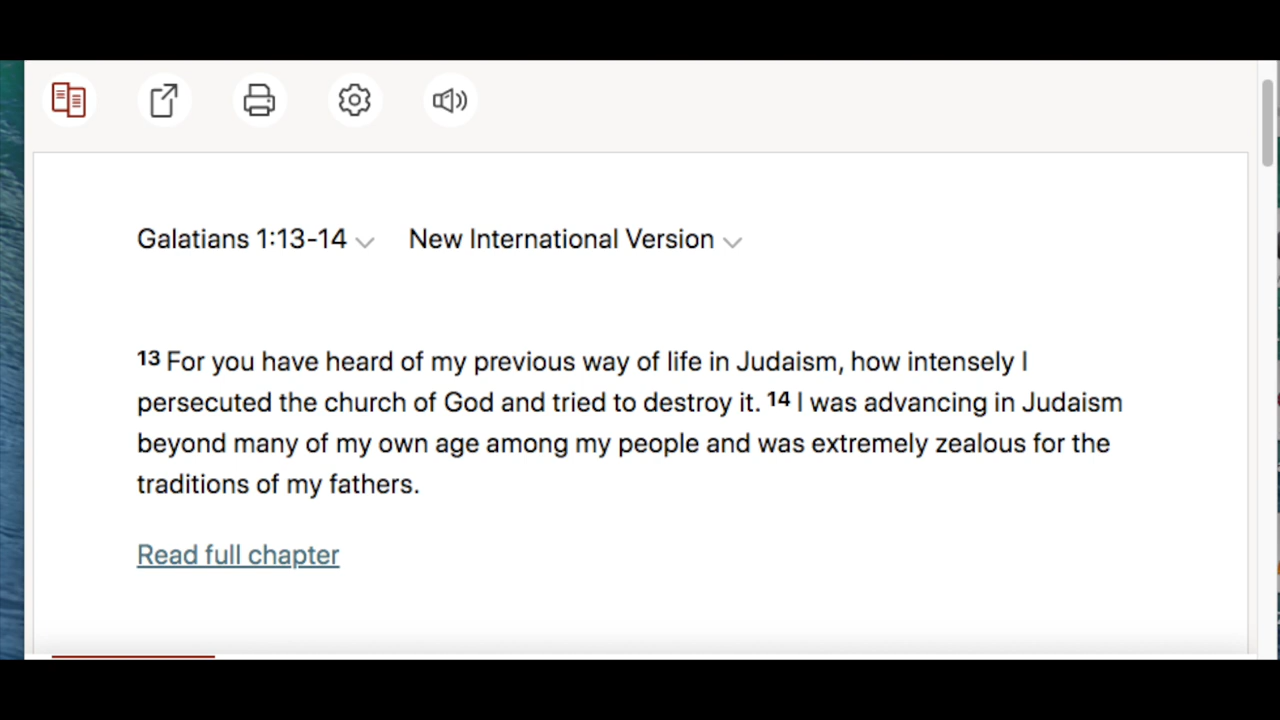 Galatians 1:13-14 New International Version
13 For you have heard of my previous way of life in Judaism, how intensely I
persecuted the church of God and tried to destroy it. 14 I was advancing in Judaism
beyond many of my own age among my people and was extremely zealous for the
traditions of my fathers.
Read full chapter